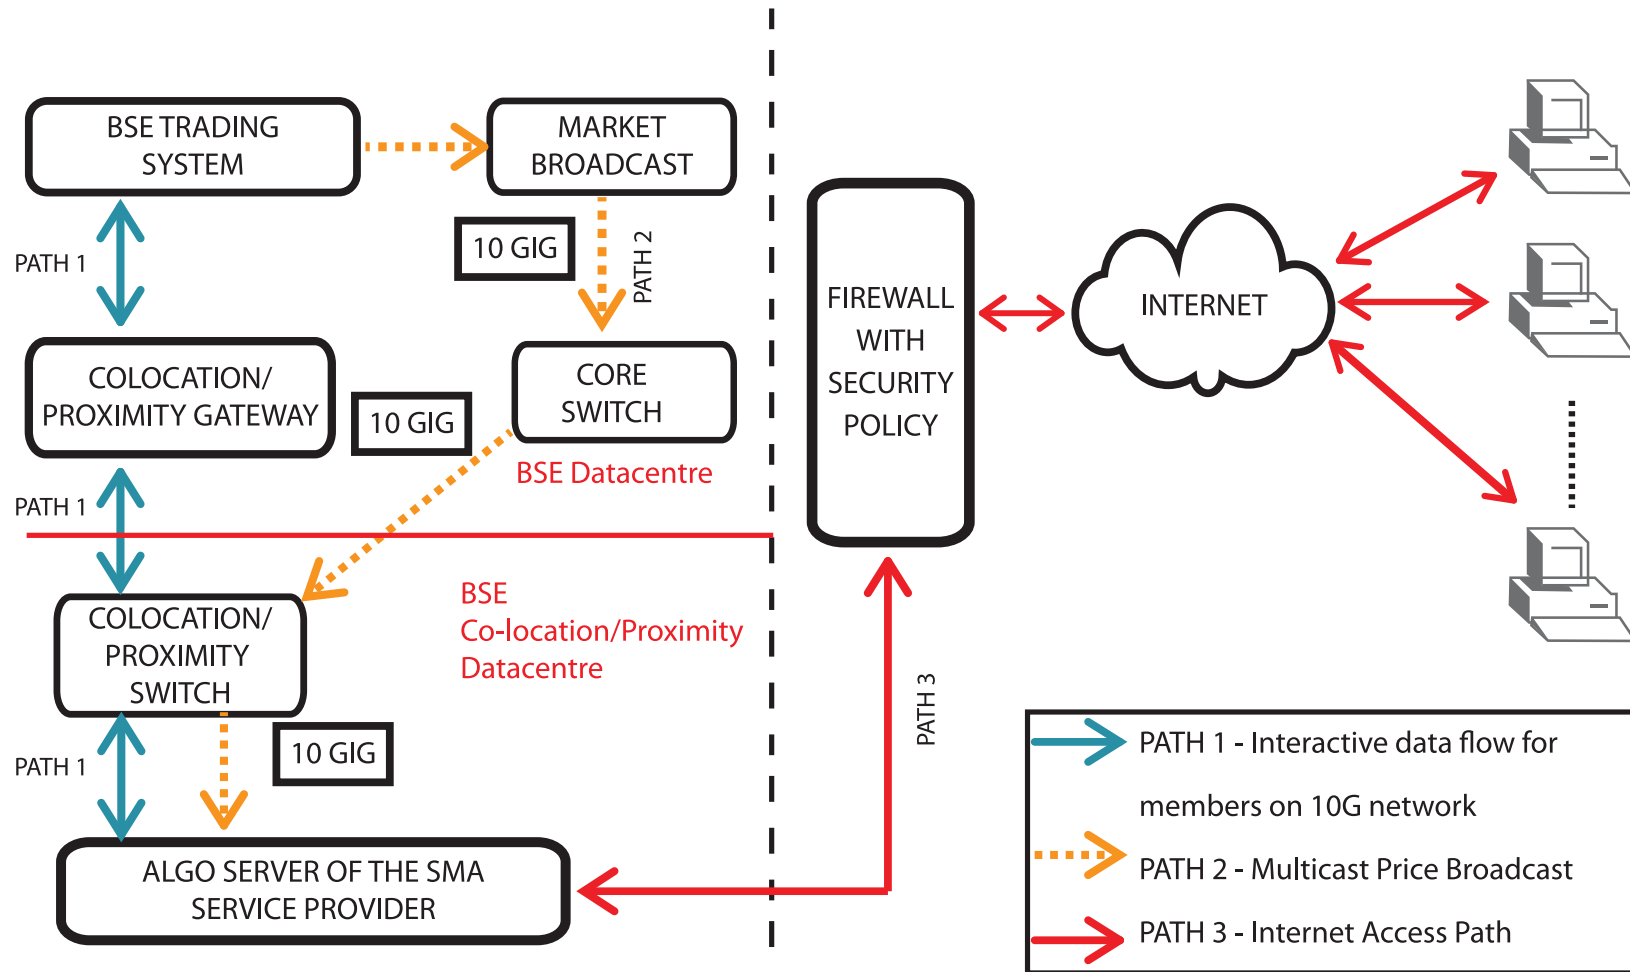 BSE TRADING
SYSTEM
MARKET
BROADCAST
10 GIG
PATH 2
PATH 1
COLOCATION/
PROXIMITY GATEWAY
10 GIG
CORE
SWITCH
BSE Datacentre
PATH 1
COLOCATION/
PROXIMITY
SWITCH
BSE
Co-location/Proximity
Datacentre
10 GIG
PATH 1
ALGO SERVER OF THE SMA
SERVICE PROVIDER
FIREWALL
WITH
SECURITY
POLICY
INTERNET
PATH 3
PATH 1 - Interactive data flow for
members on 10G network
PATH 2 - Multicast Price Broadcast
PATH 3 - Internet Access Path